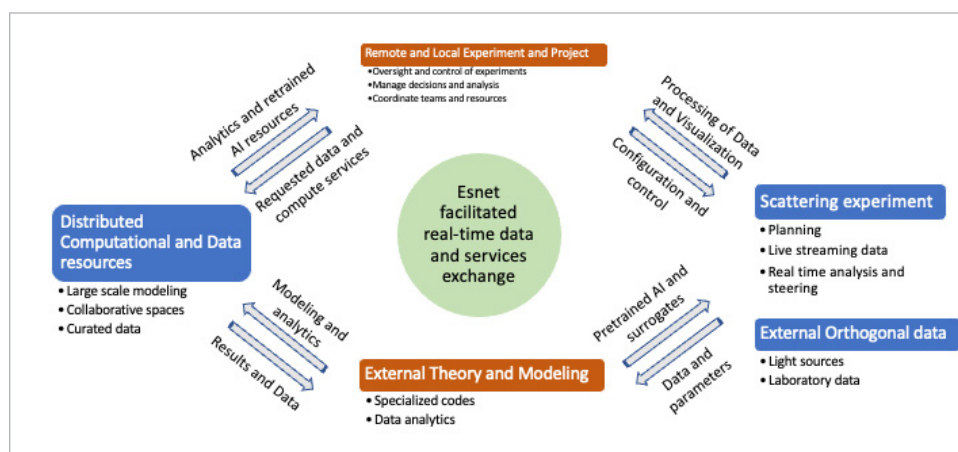 Remote and Local Experiment and Project
•Oversight and control of experiments
•Manage decisions and analysis
•Coordinate teams and resources
Analytics and retrained
AI resources
Requested data and
compute services
Processing of Data
and Visualization
Configuration and
control
Esnet
facilitated
real-time data
and services
exchange
Distributed
Computational and Data
resources
• Large scale modeling
• Collaborative spaces
• Curated data
Scattering experiment
• Planning
• Live streaming data
• Real time analysis and
steering
Modeling and
analytics
Results and Data
Pretrained AI and
surrogates
Data and
parameters
External Orthogonal data
• Light sources
• Laboratory data
External Theory and Modeling
• Specialized codes
• Data analytics